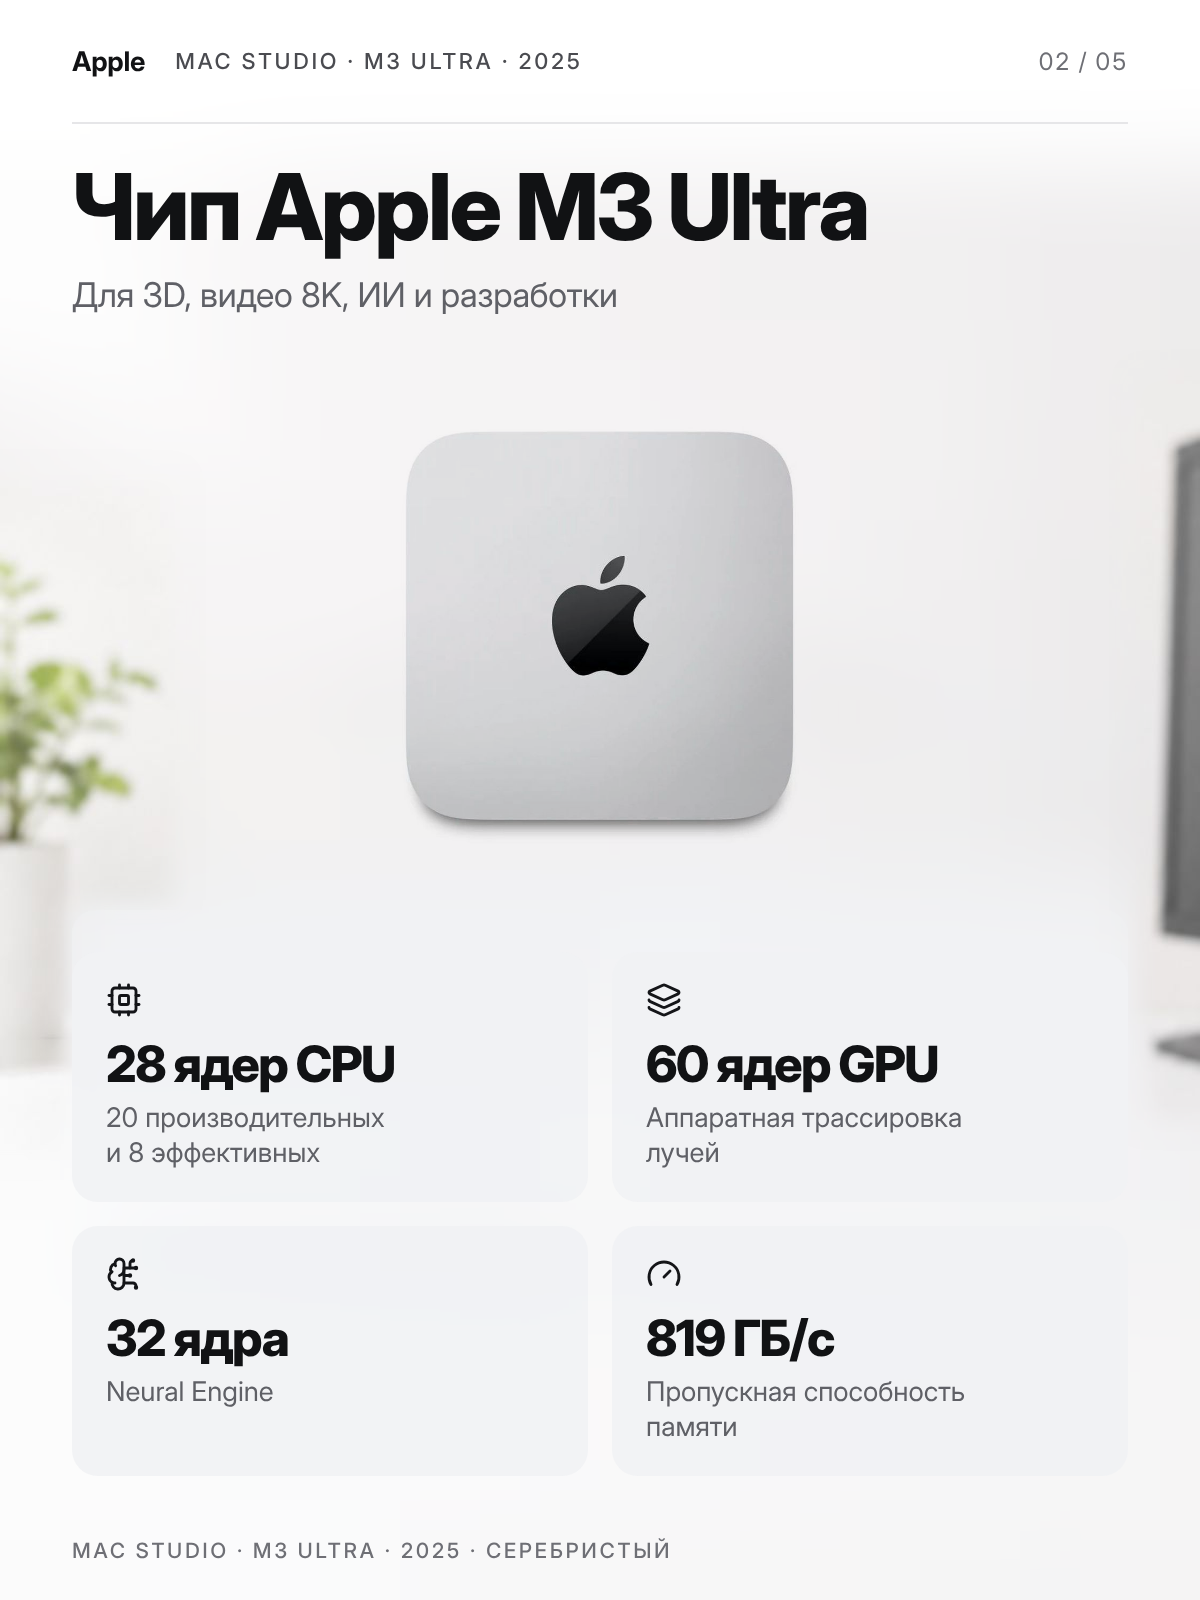 Apple MAC STUDIO · M3 ULTRA · 2025 02 / 05
Чип Apple M3 Ultra
Для 3D, видео 8K, ИИ и разработки
28 ядер CPU
20 производительных
и 8 эффективных
60 ядер GPU
Аппаратная трассировка
лучей
32 ядра
Neural Engine
819 ГБ/с
Пропускная способность
памяти
MAC STUDIO · M3 ULTRA · 2025 · СЕРЕБРИСТЫЙ